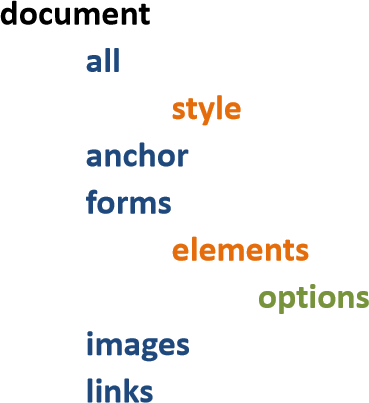 document
all
style
anchor
forms
elements
options
images
links